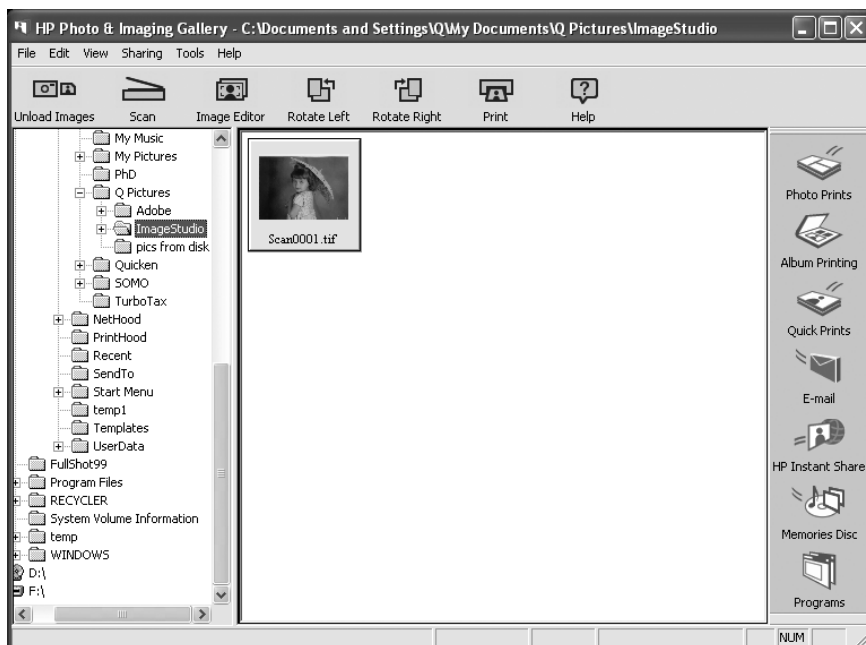 HP Photo & Imaging Gallery - C:\Documents and Settings\Q\My Documents\Q Pictures\ImageStudio
File Edit View Sharing Tools Help
Unload Images Scan Image Editor Rotate Left Rotate Right Print Help
My Music
My Pictures
PhD
Q Pictures
Adobe
ImageStudio
pics from disk
Quicken
SOMO
TurboTax
NetHood
PrintHood
Recent
SendTo
Start Menu
temp1
Templates
UserData
FullShot99
Program Files
RECYCLER
System Volume Information
temp
WINDOWS
D:\
F:\
Scan0001.tif
Photo Prints
Album Printing
Quick Prints
E-mail
HP Instant Share
Memories Disc
Programs
NUM